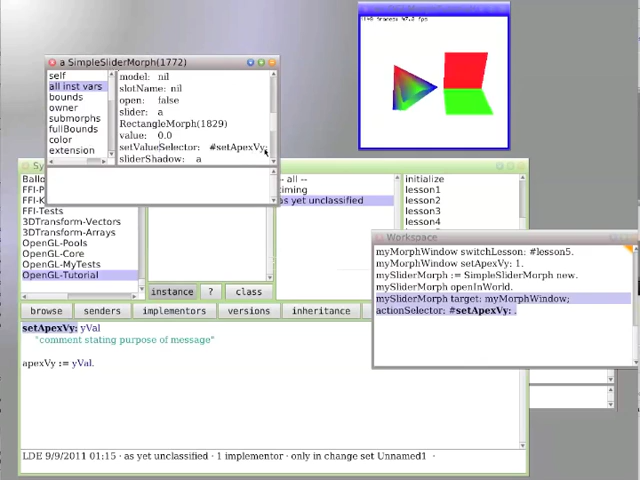 a SimpleSliderMorph(1772)
self
all inst vars
bounds
owner
submorphs
fullBounds
color
extension
model: nil
slotName: nil
open: false
slider: a
RectangleMorph(1829)
value: 0.0
setValueSelector: #setApexVy:
sliderShadow: a
FFI-Tests
3DTransform-Vectors
3DTransform-Arrays
OpenGL-Pools
OpenGL-Core
OpenGL-MyTests
OpenGL-Tutorial
-- all --
as yet unclassified
initialize
lesson1
lesson2
lesson3
lesson4
instance
?
class
browse
senders
implementors
versions
inheritance
setApexVy: yVal
"comment stating purpose of message"
apexVy := yVal.
LDE 9/9/2011 01:15 · as yet unclassified · 1 implementor · only in change set Unnamed1 ·
Workspace
myMorphWindow switchLesson: #lesson5.
myMorphWindow setApexVy: 1.
mySliderMorph := SimpleSliderMorph new.
mySliderMorph openInWorld.
mySliderMorph target: myMorphWindow;
actionSelector: #setApexVy: .